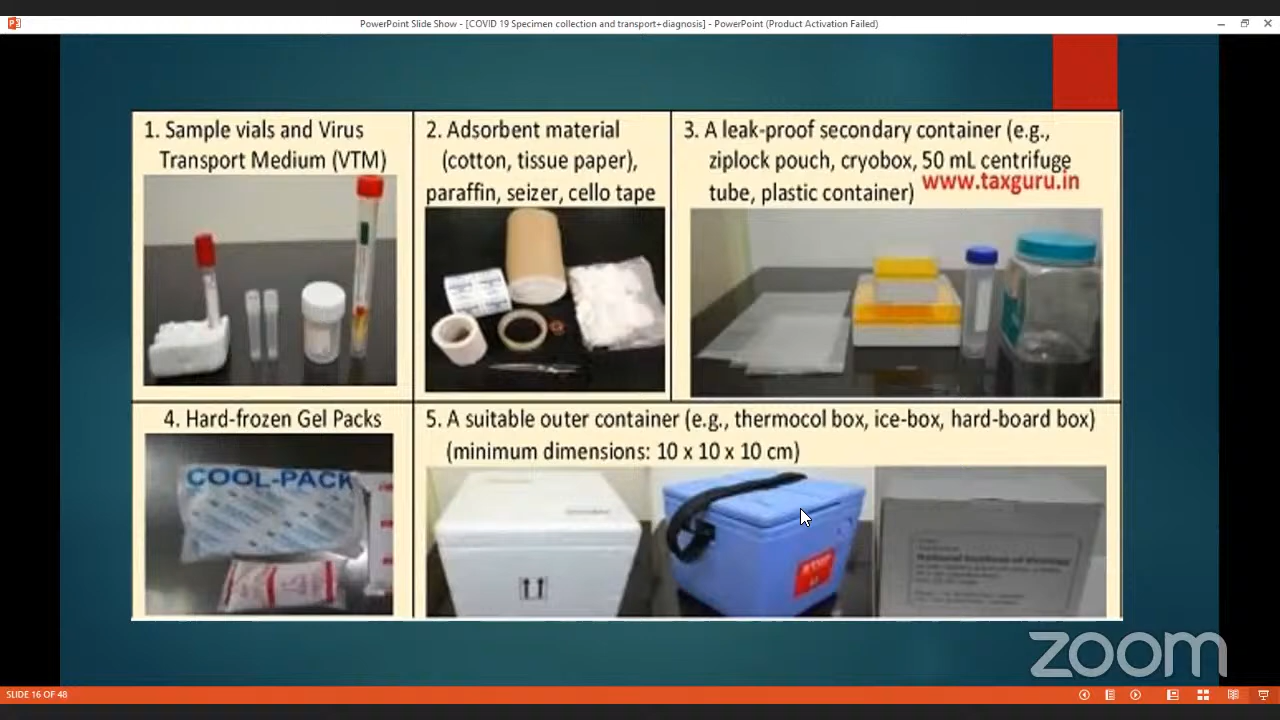 PowerPoint Slide Show - [COVID 19 Specimen collection and transport+diagnosis] - PowerPoint (Product Activation Failed)
1. Sample vials and Virus
Transport Medium (VTM)
2. Adsorbent material
(cotton, tissue paper),
paraffin, seizer, cello tape
3. A leak-proof secondary container (e.g.,
ziplock pouch, cryobox, 50 mL centrifuge
tube, plastic container)
www.taxguru.in
4. Hard-frozen Gel Packs
COOL-PACK
5. A suitable outer container (e.g., thermocol box, ice-box, hard-board box)
(minimum dimensions: 10 x 10 x 10 cm)
National Institute of Virology
zoom
SLIDE 16 OF 48